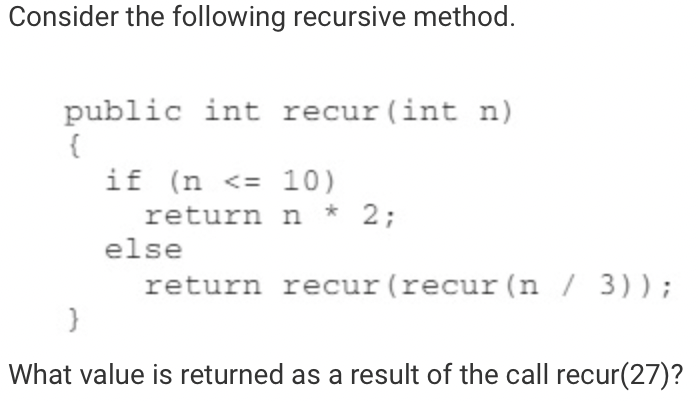 Consider the following recursive method.
public int recur(int n)
{
if (n <= 10)
return n * 2;
else
return recur(recur(n / 3));
}
What value is returned as a result of the call recur(27)?